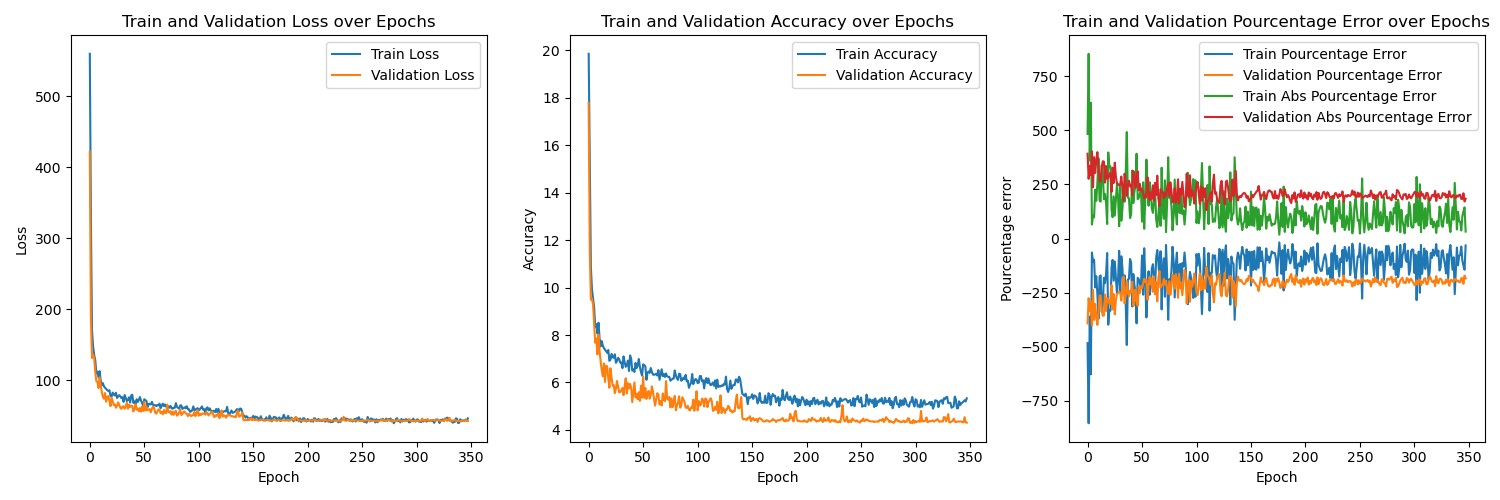 Train and Validation Loss over Epochs
Train Loss
Validation Loss
500
400
300
200
100
Loss
0 50 100 150 200 250 300 350
Epoch
Train and Validation Accuracy over Epochs
Train Accuracy
Validation Accuracy
20
18
16
14
12
10
8
6
4
Accuracy
0 50 100 150 200 250 300 350
Epoch
Train and Validation Pourcentage Error over Epochs
Train Pourcentage Error
Validation Pourcentage Error
Train Abs Pourcentage Error
Validation Abs Pourcentage Error
750
500
250
0
−250
−500
−750
Pourcentage error
0 50 100 150 200 250 300 350
Epoch